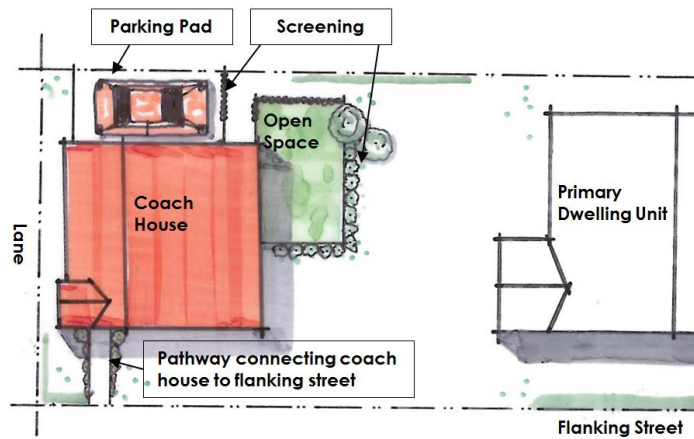 Parking Pad
Screening
Open
Space
Coach
House
Primary
Dwelling Unit
Lane
Pathway connecting coach
house to flanking street
Flanking Street